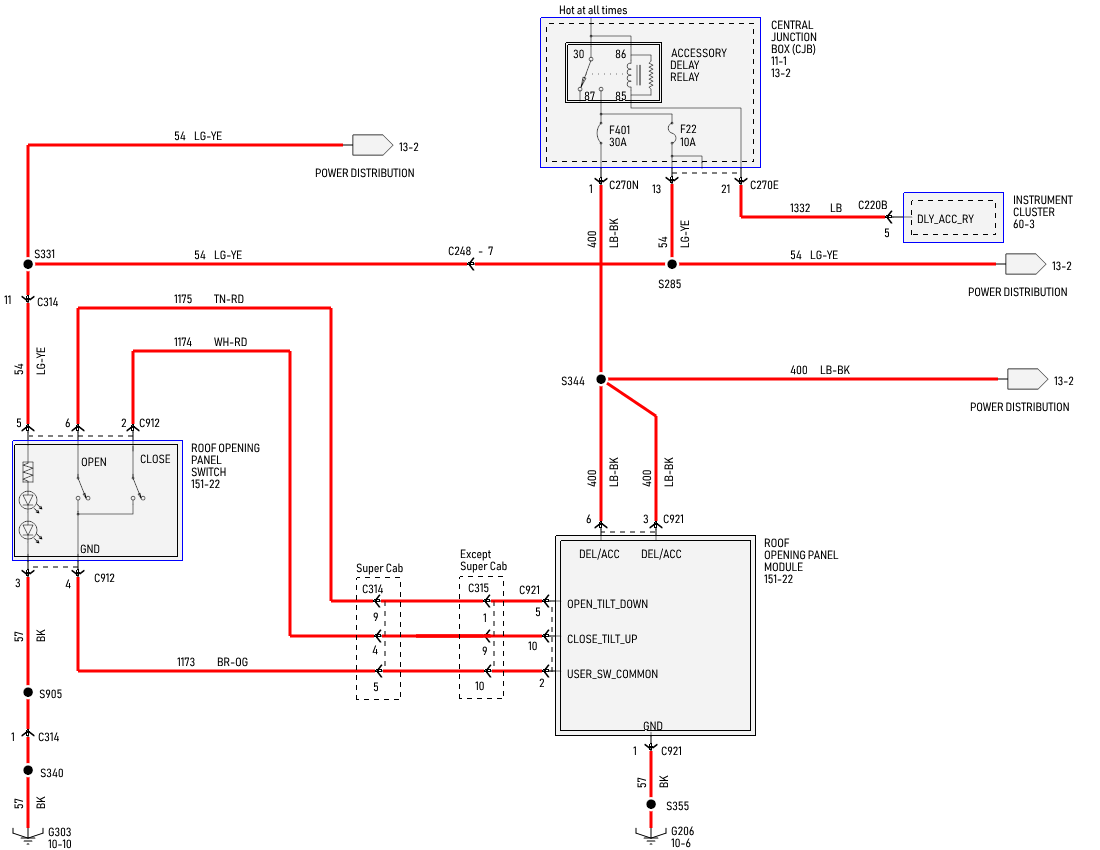 Hot at all times
CENTRAL
JUNCTION
BOX (CJB)
11-1
13-2
30
86
ACCESSORY
DELAY
RELAY
87
85
F401
30A
F22
10A
54 LG-YE
13-2
POWER DISTRIBUTION
1
C270N
13
21
C270E
1332 LB
C220B
5
DLY_ACC_RY
INSTRUMENT
CLUSTER
60-3
400
LB-BK
54
LG-YE
S331
54 LG-YE
C248 - 7
S285
54 LG-YE
13-2
POWER DISTRIBUTION
11
C314
1175 TN-RD
1174 WH-RD
54
LG-YE
S344
400 LB-BK
13-2
POWER DISTRIBUTION
5
6
2
C912
OPEN
CLOSE
GND
ROOF OPENING
PANEL
SWITCH
151-22
3
4
C912
400
LB-BK
400
LB-BK
6
3
C921
DEL/ACC
DEL/ACC
ROOF
OPENING PANEL
MODULE
151-22
Super Cab
Except
Super Cab
C314
C315
C921
9
1
5
OPEN_TILT_DOWN
4
9
10
CLOSE_TILT_UP
5
10
2
USER_SW_COMMON
1173 BR-OG
57
BK
S905
1
C314
S340
57
BK
G303
10-10
GND
1
C921
57
BK
S355
G206
10-6